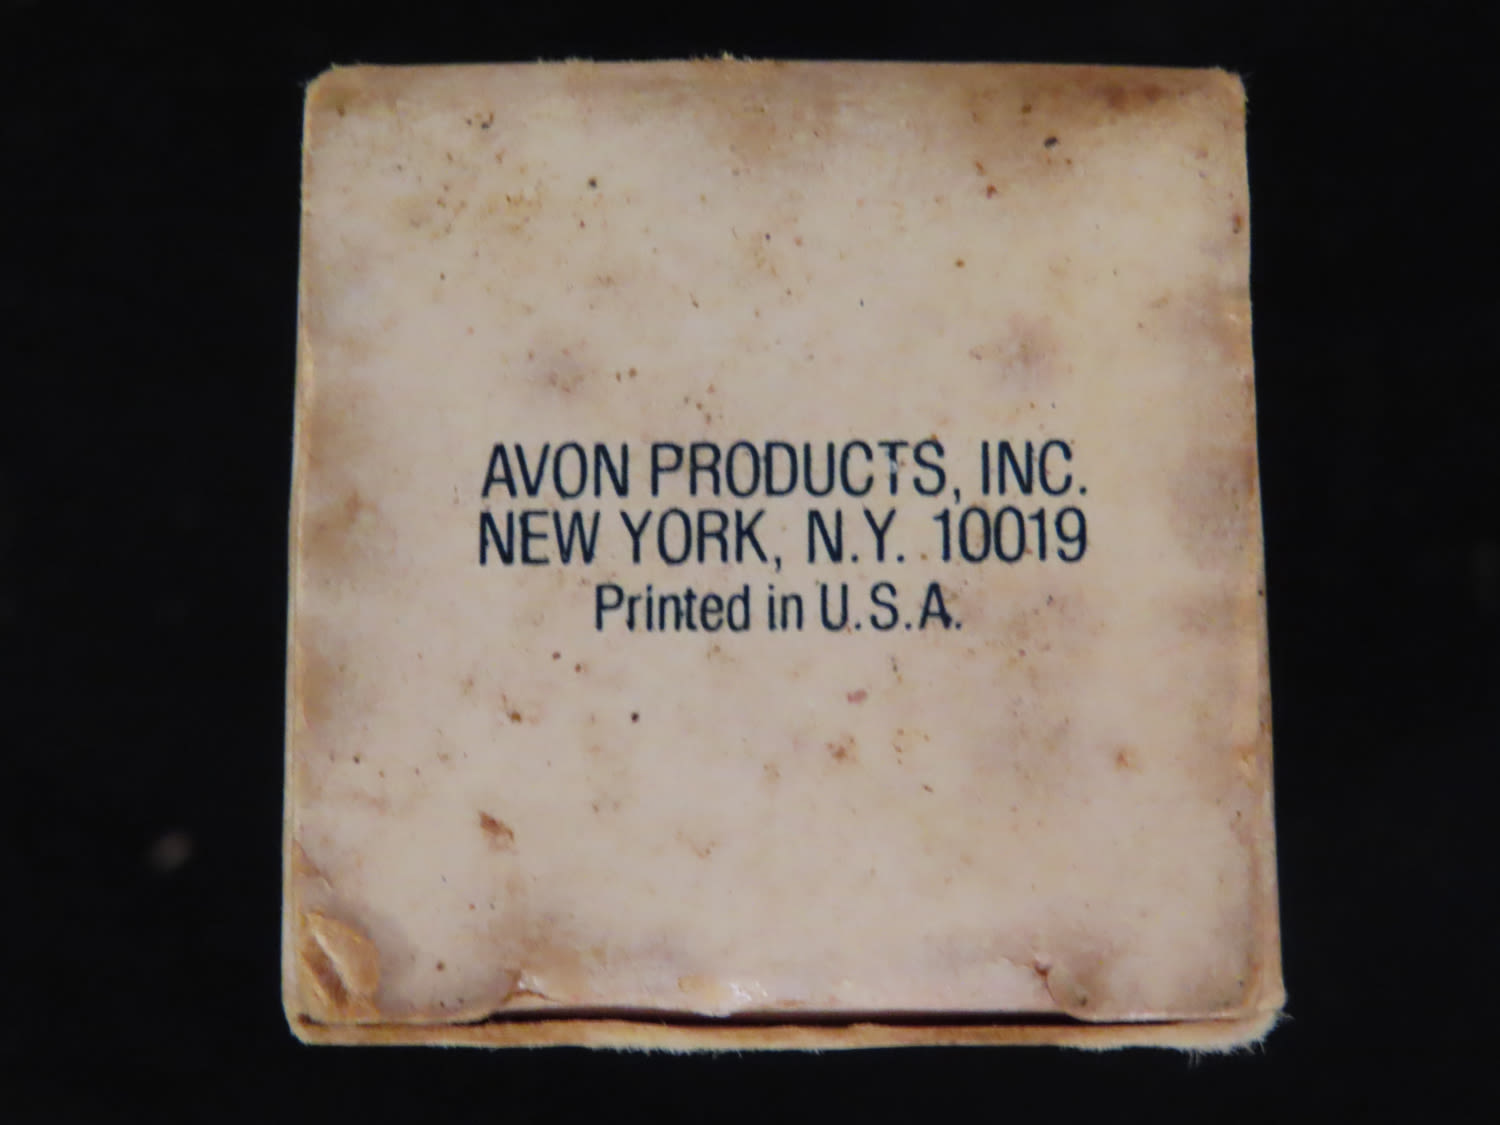 AVON PRODUCTS, INC.
NEW YORK, N.Y. 10019
Printed in U.S.A.